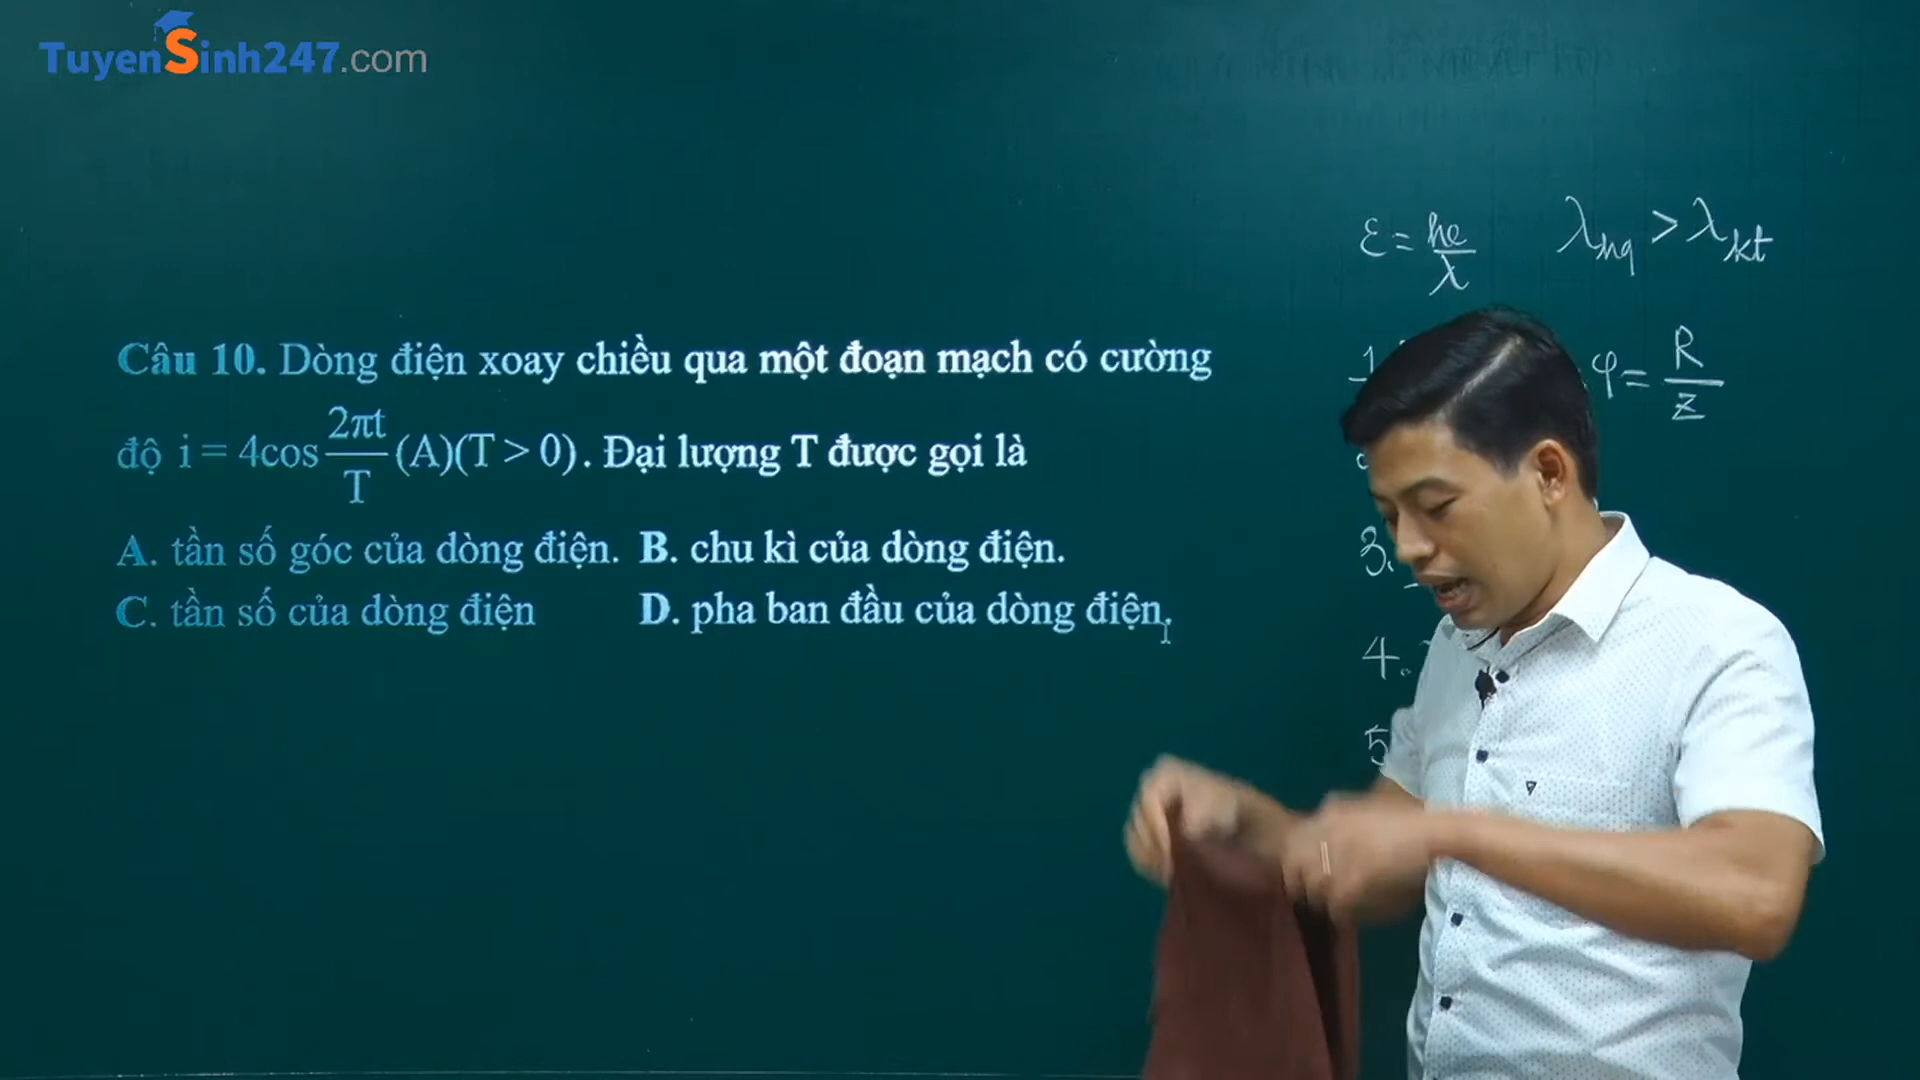 TuyenSinh247.com
ε = hc/λ λhq > λkt
Câu 10. Dòng điện xoay chiều qua một đoạn mạch có cường
φ = R/Z
độ i = 4cos 2πt/T (A)(T > 0). Đại lượng T được gọi là
A. tần số góc của dòng điện. B. chu kì của dòng điện.
C. tần số của dòng điện D. pha ban đầu của dòng điện.
1
3.
4.
5